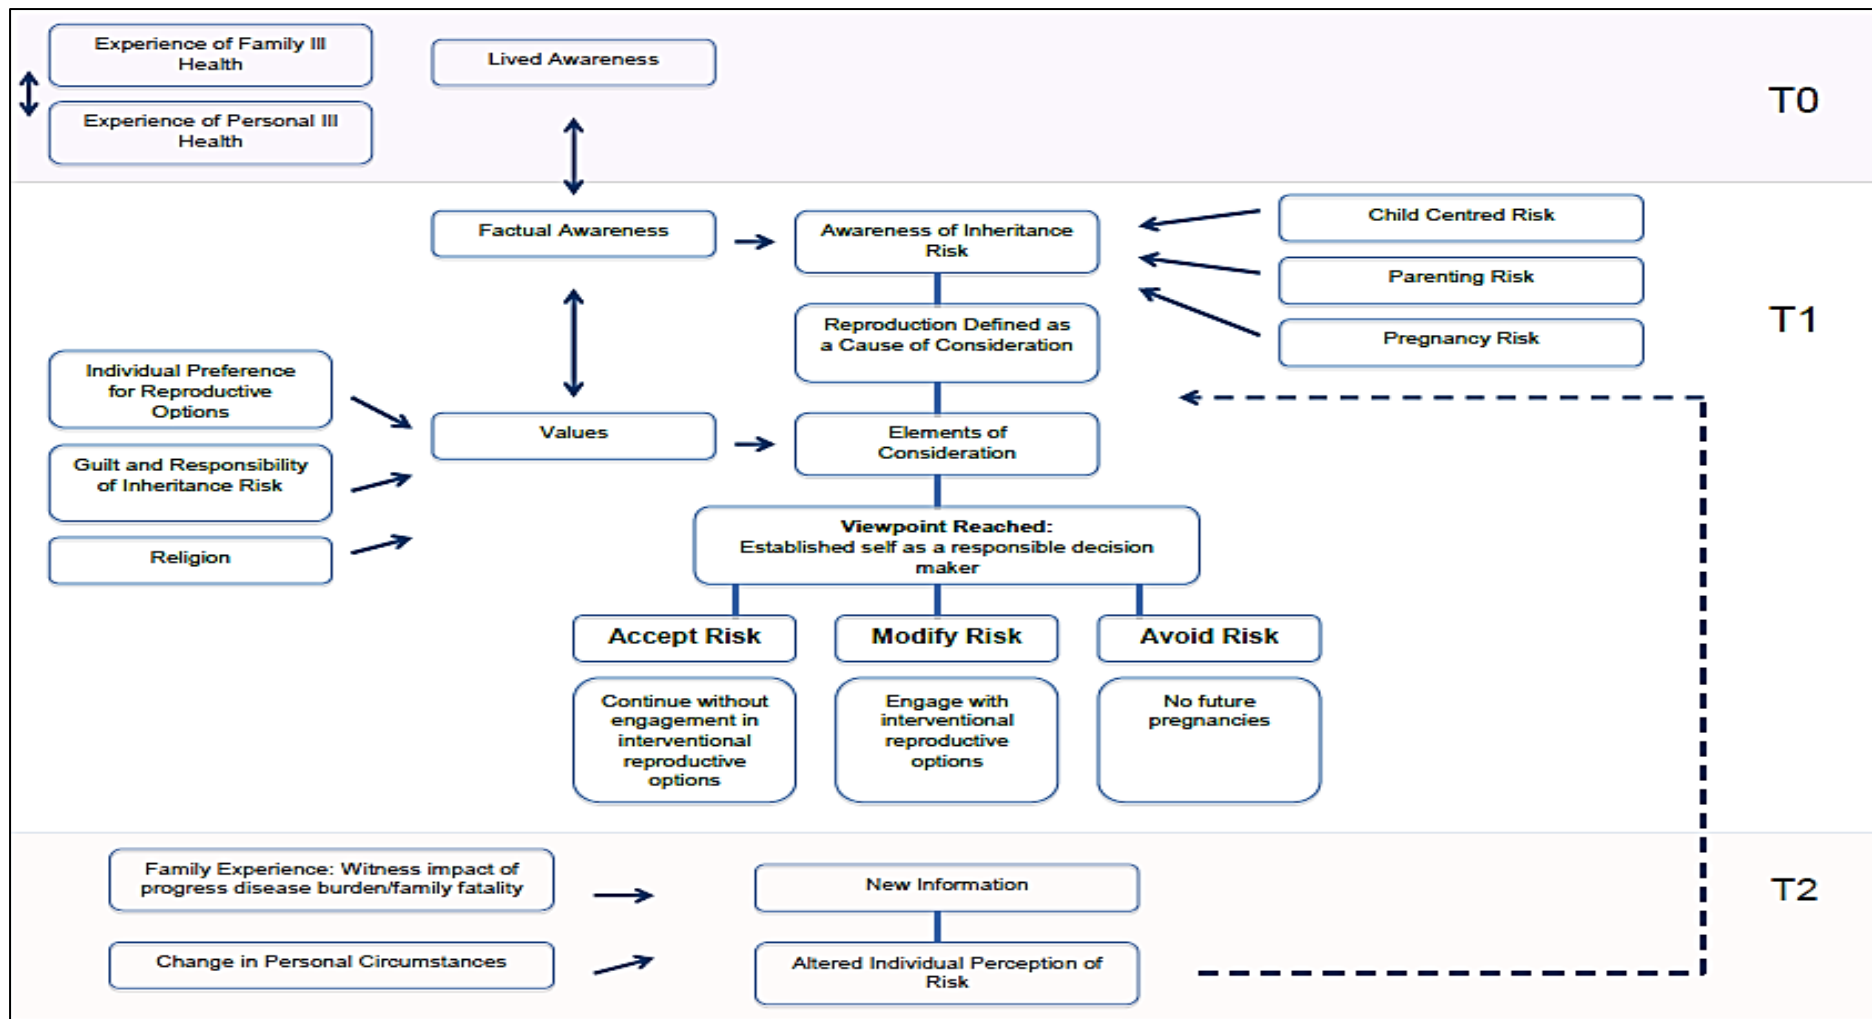 Experience of Family Ill
Health
Lived Awareness
Experience of Personal Ill
Health
T0
Factual Awareness
Awareness of Inheritance
Risk
Child Centred Risk
Parenting Risk
Pregnancy Risk
T1
Reproduction Defined as
a Cause of Consideration
Individual Preference
for Reproductive
Options
Guilt and Responsibility
of Inheritance Risk
Religion
Values
Elements of
Consideration
Viewpoint Reached:
Established self as a responsible decision
maker
Accept Risk
Modify Risk
Avoid Risk
Continue without
engagement in
interventional
reproductive
options
Engage with
interventional
reproductive
options
No future
pregnancies
Family Experience: Witness impact of
progress disease burden/family fatality
Change in Personal Circumstances
New Information
Altered Individual Perception of
Risk
T2